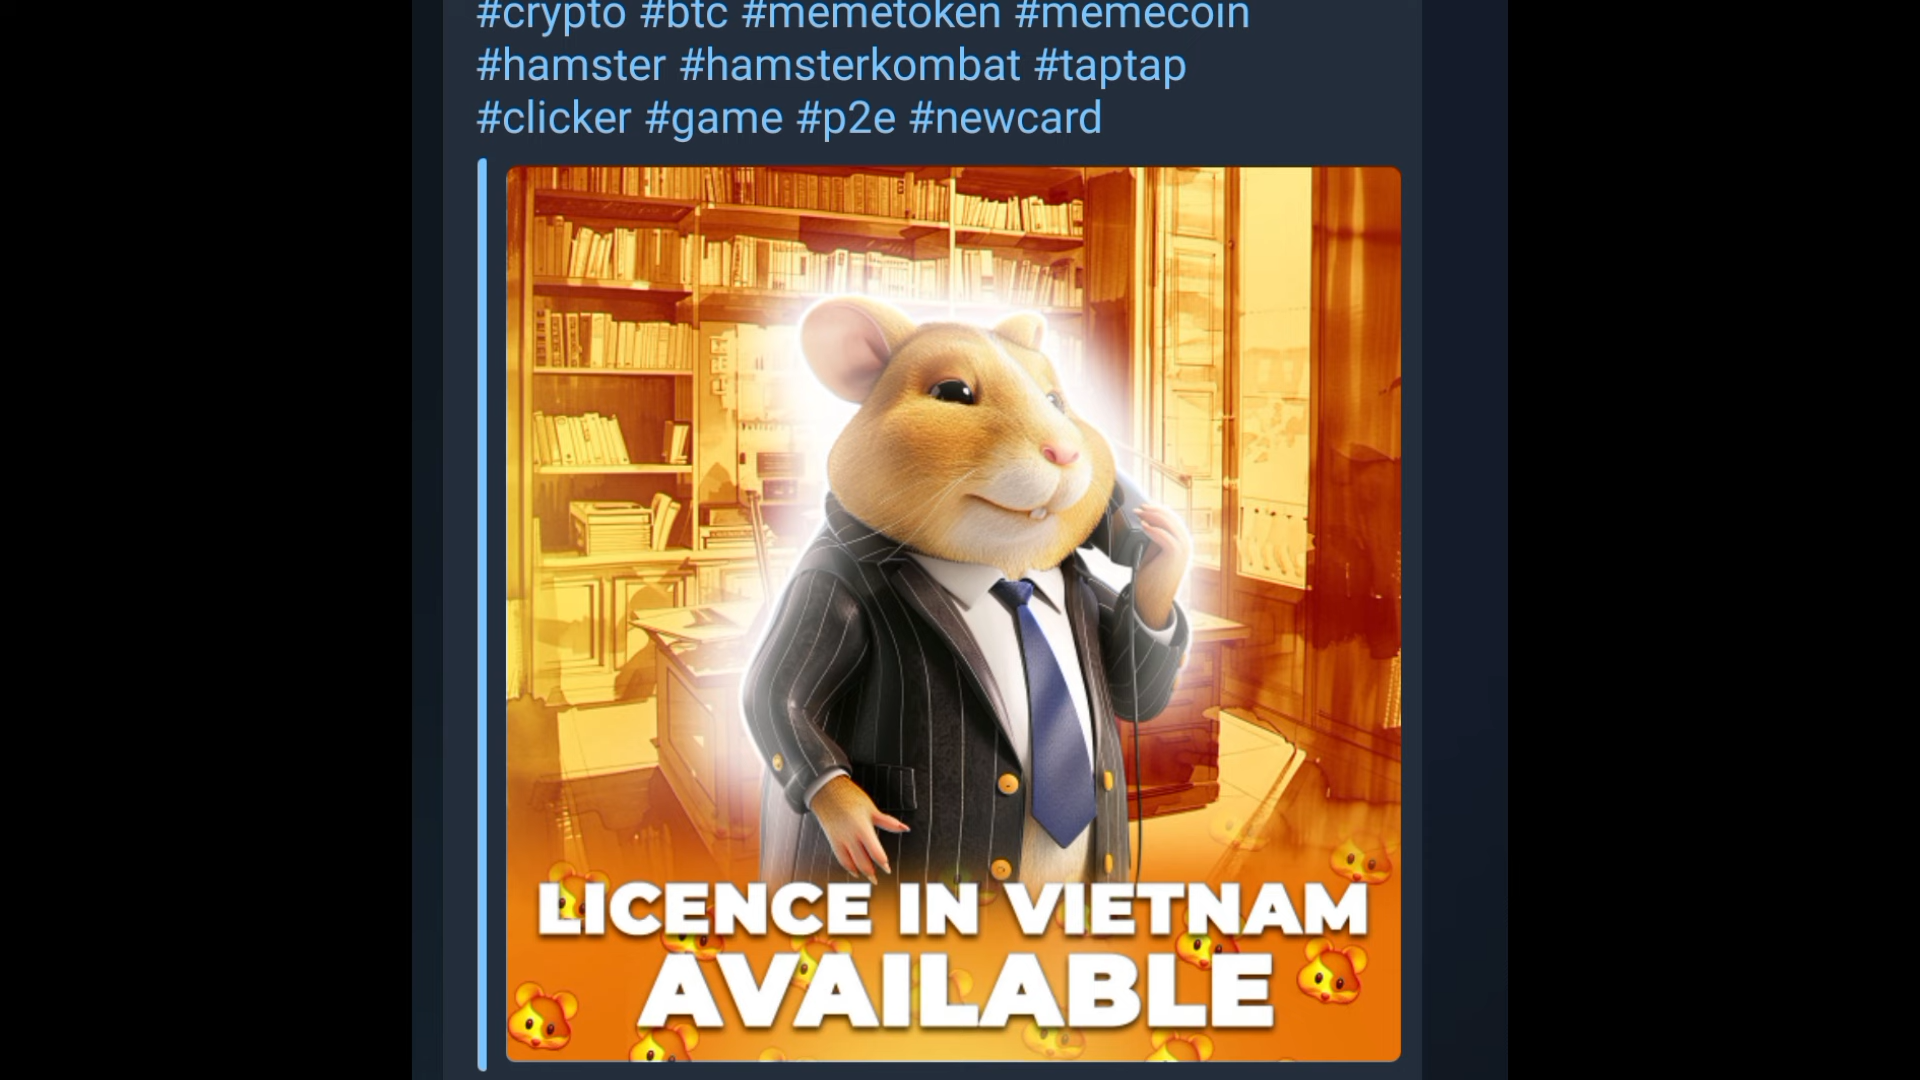 #crypto #btc #memetoken #memecoin
#hamster #hamsterkombat #taptap
#clicker #game #p2e #newcard
LICENCE IN VIETNAM
AVAILABLE